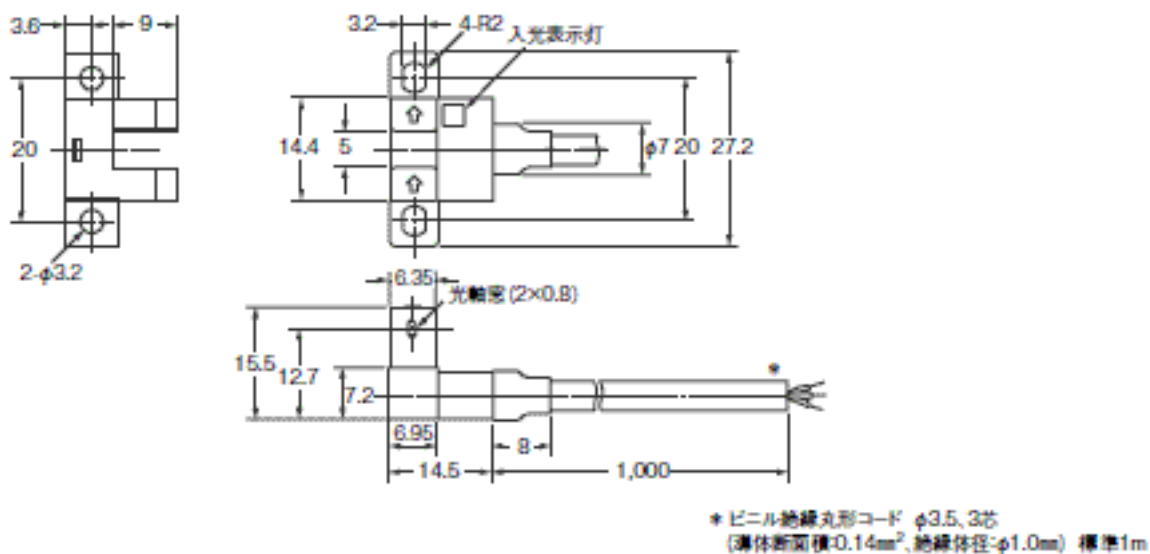 3.6
9
3.2
4-R2
入光表示灯
20
14.4
5
φ7
20
27.2
2-φ3.2
6.35
光軸窓(2×0.8)
15.5
12.7
7.2
*
6.95
8
14.5
1,000
* ビニル絶縁丸形コード φ3.5、3芯
(導体断面積:0.14mm²、絶縁体径:φ1.0mm) 標準1m